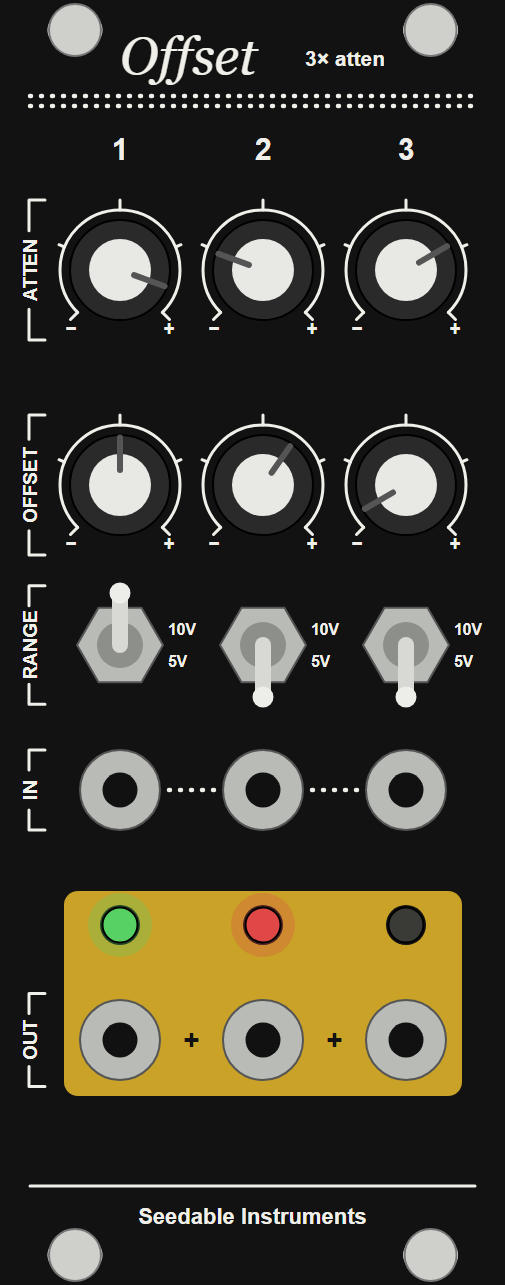 Offset 3× atten
1 2 3
ATTEN
− + − + − +
OFFSET
− + − + − +
RANGE
10V 10V 10V
5V 5V 5V
IN
OUT
+ +
Seedable Instruments